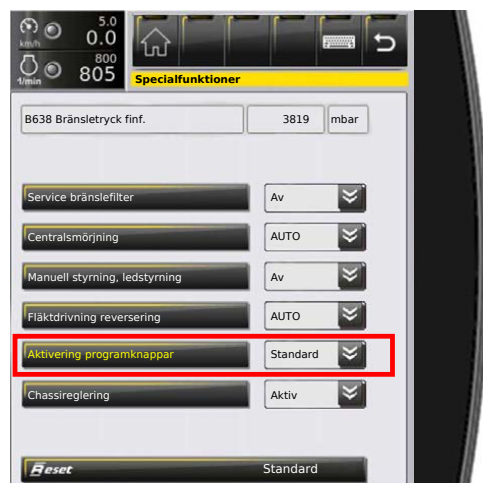 5.0
km/h 0.0
800
1/min 805
Specialfunktioner
B638 Bränsletryck finf. 3819 mbar
Service bränslefilter Av
Centralsmörjning AUTO
Manuell styrning, ledstyrning Av
Fläktdrivning reversering AUTO
Aktivering programknappar Standard
Chassireglering Aktiv
Reset Standard